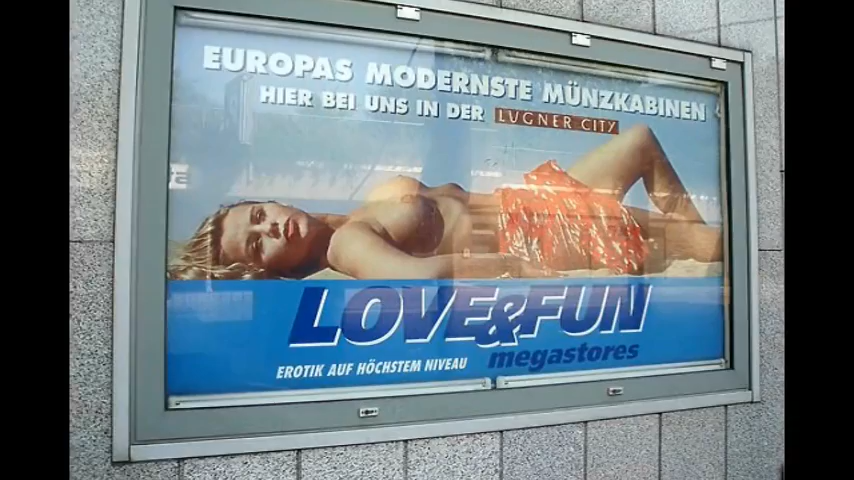 EUROPAS MODERNSTE MÜNZKABINEN
HIER BEI UNS IN DER LUGNER CITY
LOVE&FUN
megastores
EROTIK AUF HÖCHSTEM NIVEAU